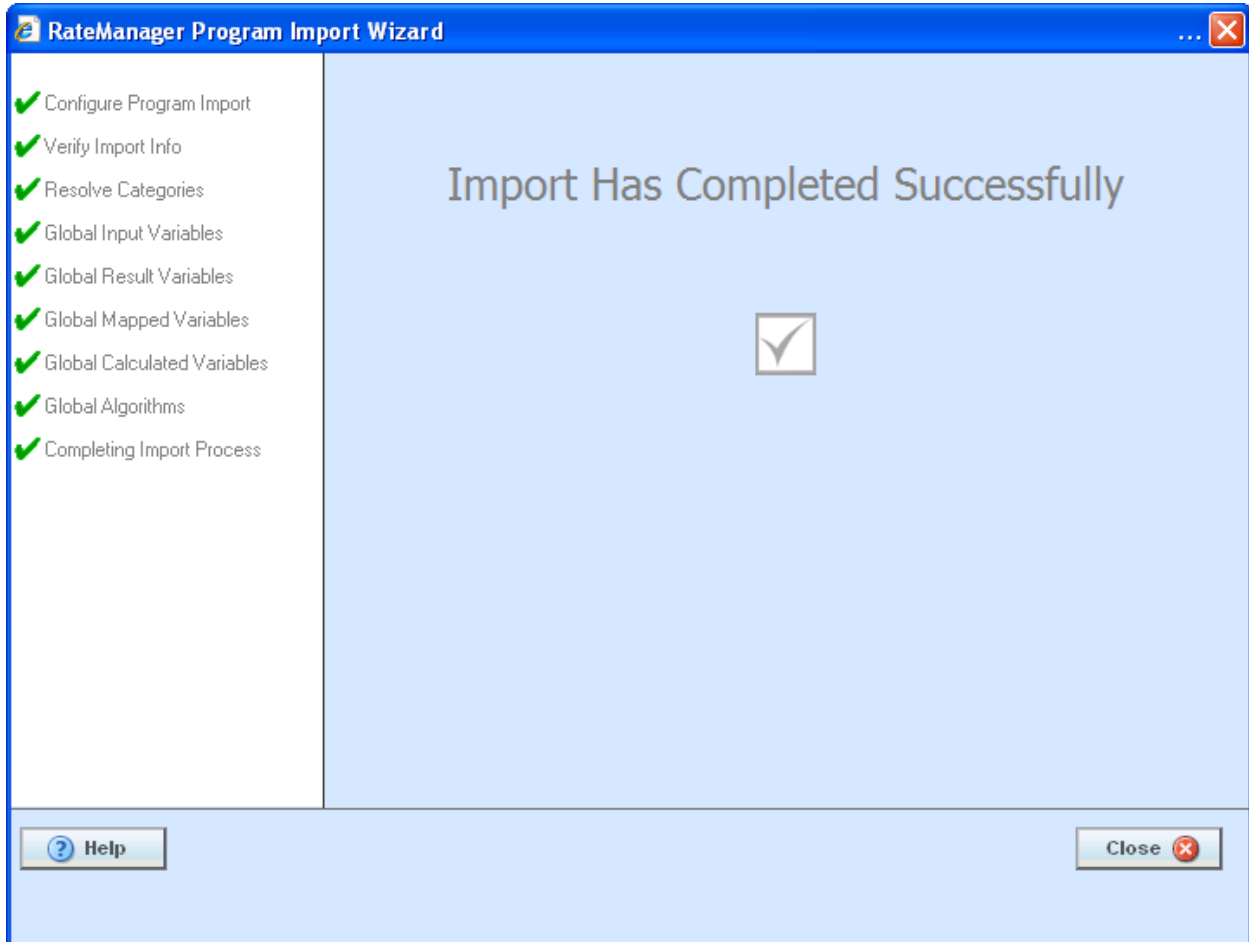 RateManager Program Import Wizard ...
Configure Program Import
Verify Import Info
Resolve Categories
Global Input Variables
Global Result Variables
Global Mapped Variables
Global Calculated Variables
Global Algorithms
Completing Import Process
Import Has Completed Successfully
? Help
Close